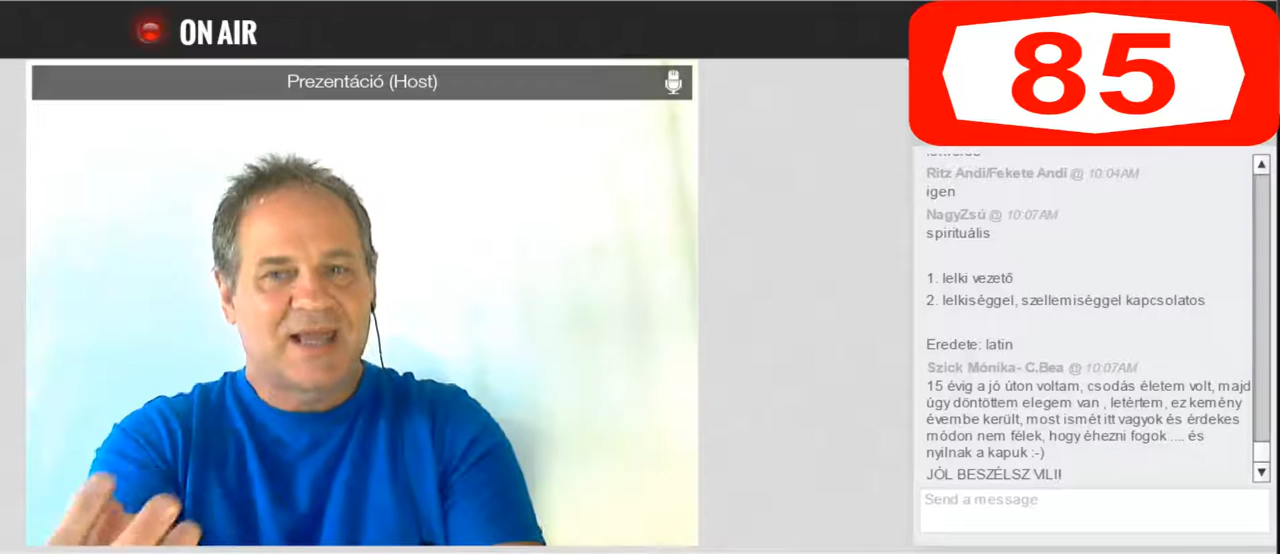 ON AIR
Prezentáció (Host)
85
Ritz Andi/Fekete Andi @ 10:04AM
igen
NagyZsú @ 10:07AM
spirituális
1. lelki vezető
2. lelkiséggel, szellemiséggel kapcsolatos
Eredete: latin
Szick Mónika- C.Bea @ 10:07AM
15 évig a jó úton voltam, csodás életem volt, majd
úgy döntöttem elegem van , letértem, ez kemény
évembe került, most ismét itt vagyok és érdekes
módon nem félek, hogy éhezni fogok .... és
nyilnak a kapuk :-)
JÓL BESZÉLSZ VILI!
Send a message